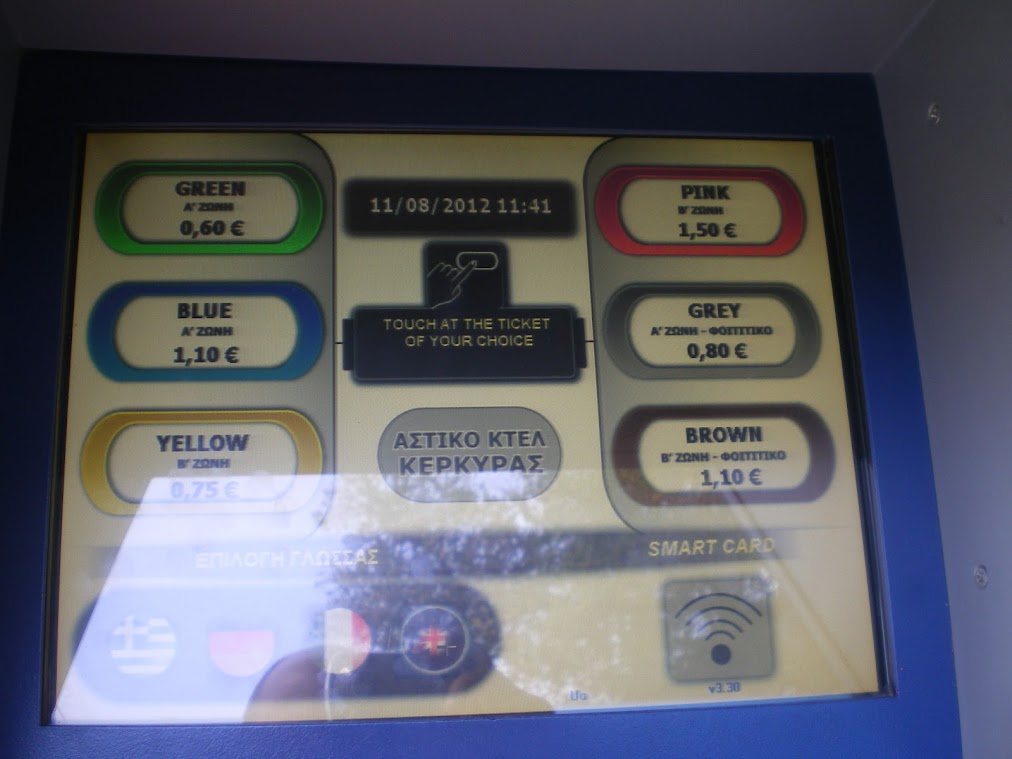 GREEN
Α' ΖΩΝΗ
0,60 €
BLUE
Α' ΖΩΝΗ
1,10 €
YELLOW
Β' ΖΩΝΗ
0,75 €
11/08/2012 11:41
TOUCH AT THE TICKET
OF YOUR CHOICE
ΑΣΤΙΚΟ ΚΤΕΛ
ΚΕΡΚΥΡΑΣ
PINK
Β' ΖΩΝΗ
1,50 €
GREY
Α' ΖΩΝΗ - ΦΟΙΤΙΤΙΚΟ
0,80 €
BROWN
Β' ΖΩΝΗ - ΦΟΙΤΙΤΙΚΟ
1,10 €
ΕΠΙΛΟΓΗ ΓΛΩΣΣΑΣ
SMART CARD
v3.30